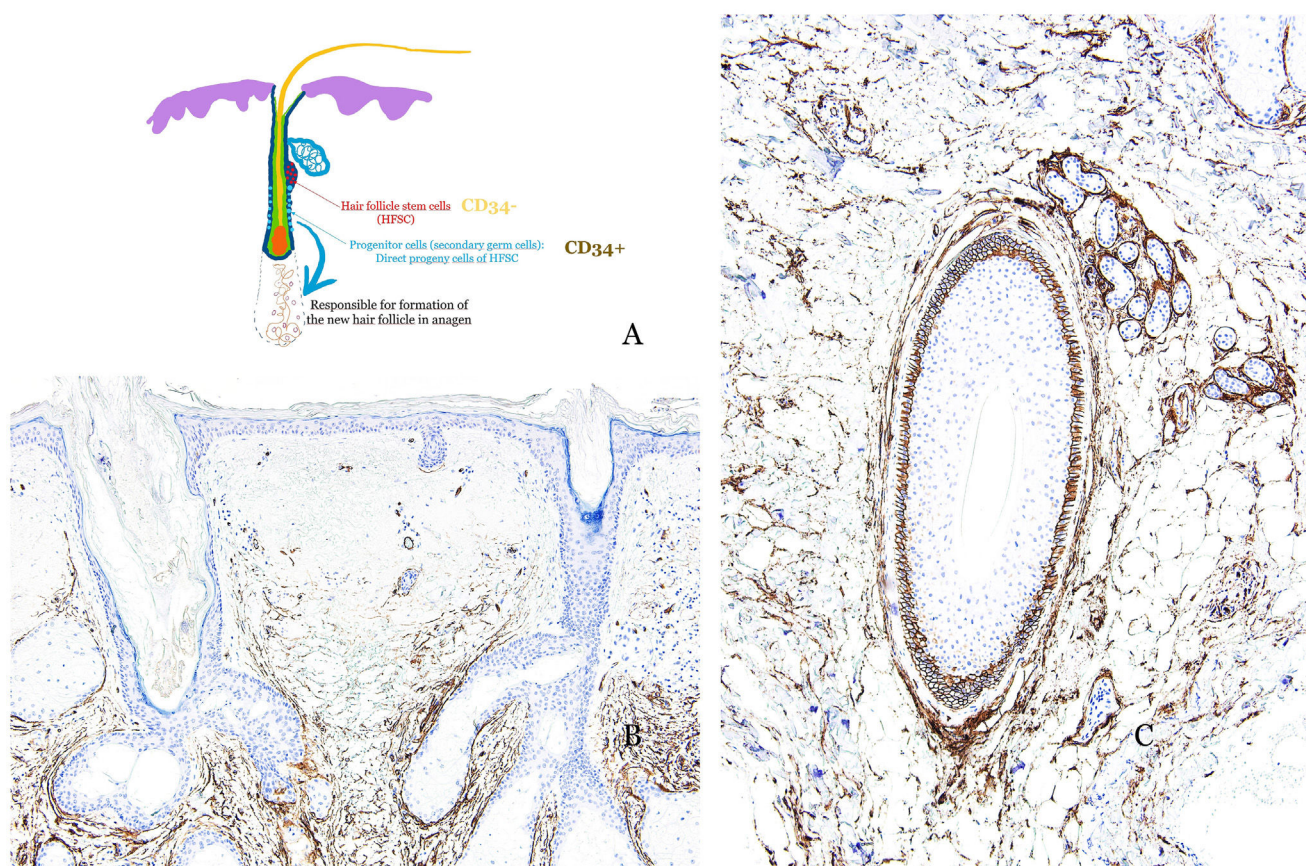 Hair follicle stem cells CD34-
(HFSC)
Progenitor cells (secondary germ cells): CD34+
Direct progeny cells of HFSC
Responsible for formation of
the new hair follicle in anagen
A
B
C